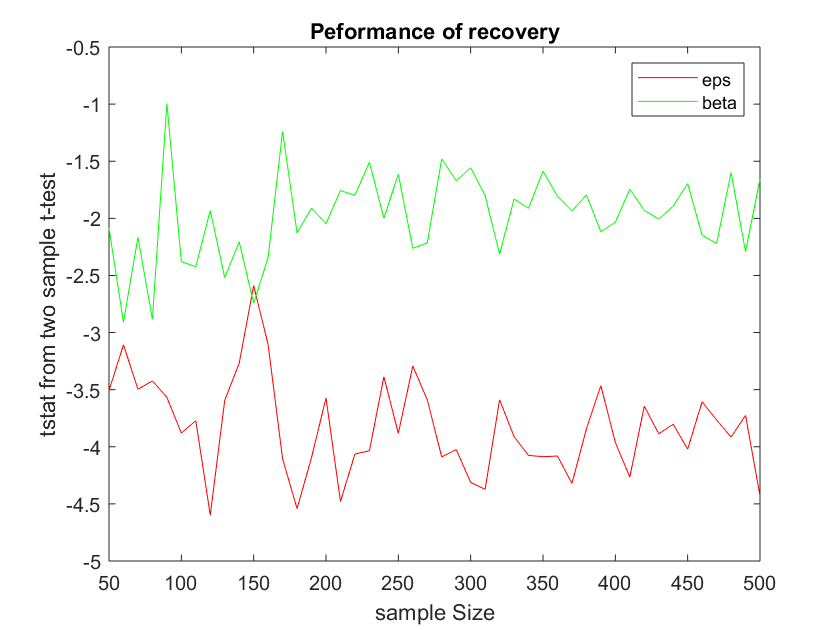 Peformance of recovery
-0.5
-1
-1.5
-2
-2.5
-3
-3.5
-4
-4.5
-5
tstat from two sample t-test
eps
beta
50 100 150 200 250 300 350 400 450 500
sample Size